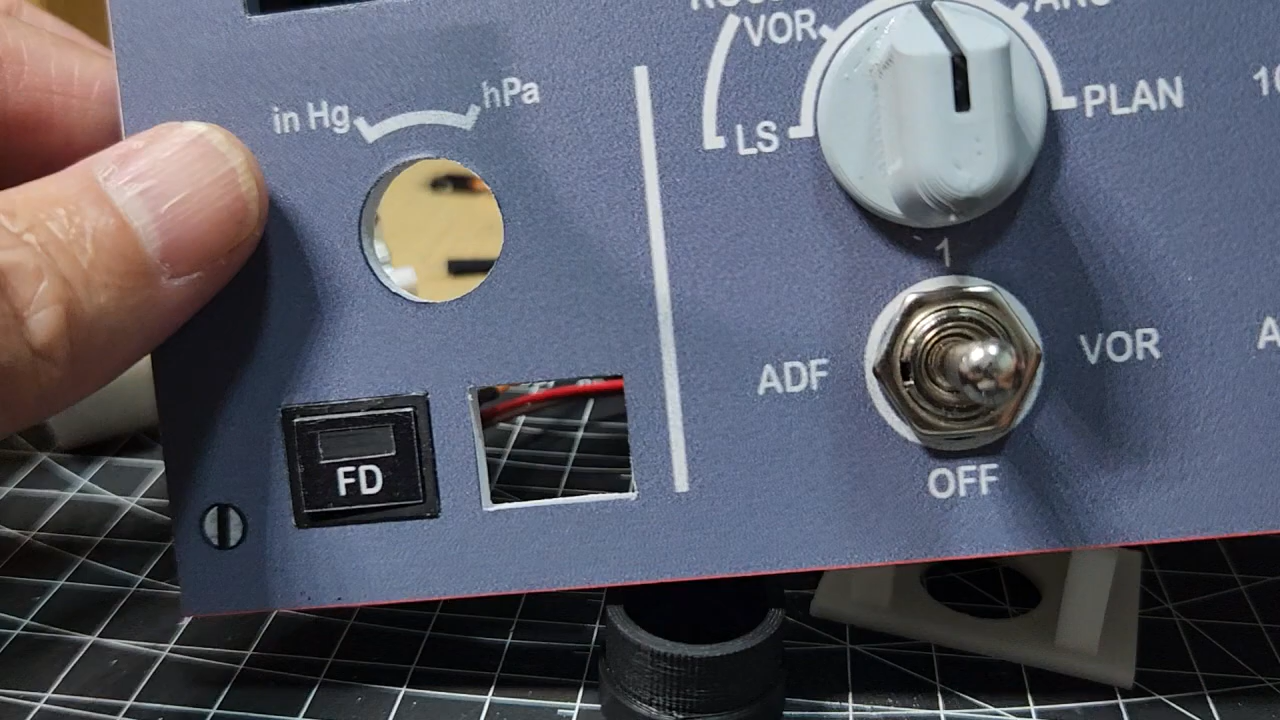 VOR
in Hg
hPa
LS
PLAN
1
ADF
VOR
FD
OFF